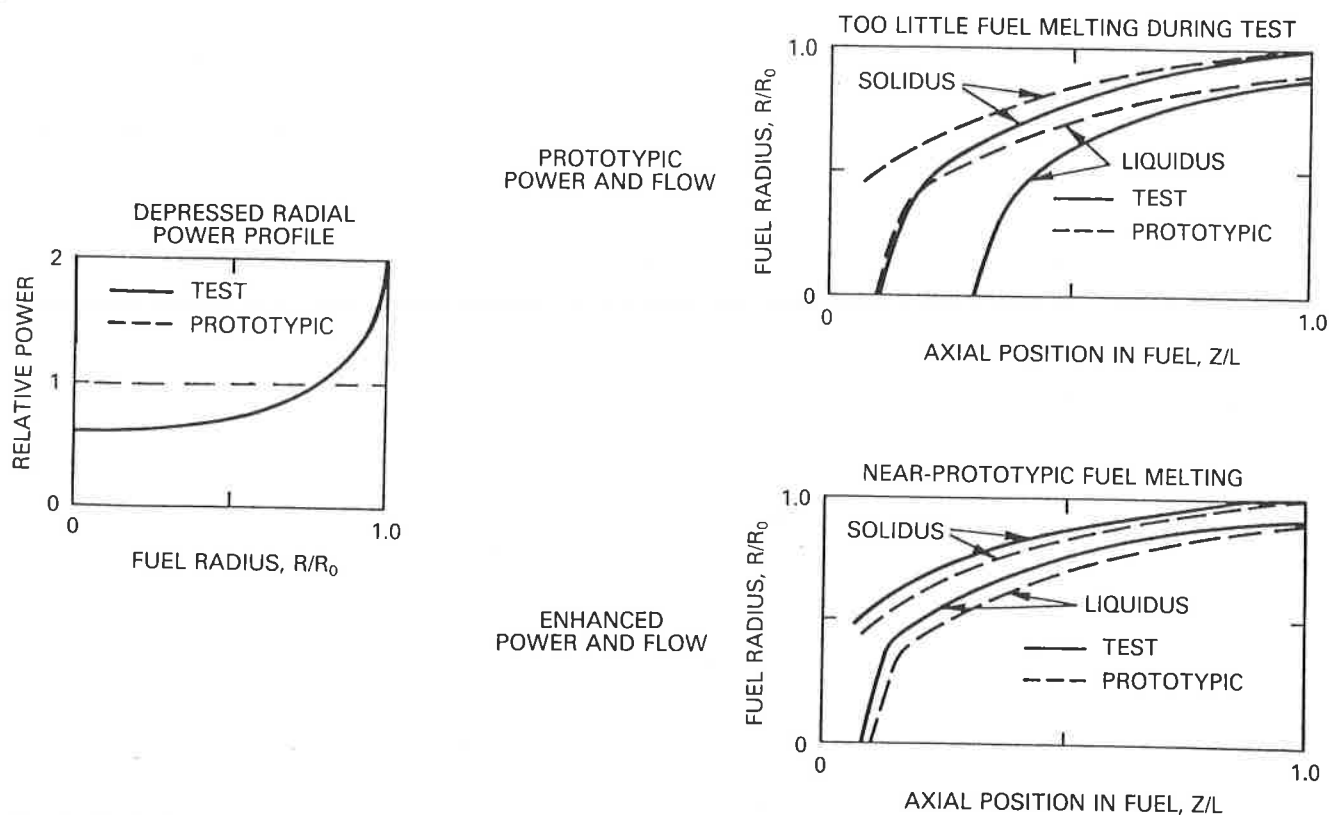 DEPRESSED RADIAL
POWER PROFILE
2
1
0
RELATIVE POWER
TEST
PROTOTYPIC
0
1.0
FUEL RADIUS, R/R₀
PROTOTYPIC
POWER AND FLOW
TOO LITTLE FUEL MELTING DURING TEST
1.0
0
FUEL RADIUS, R/R₀
SOLIDUS
LIQUIDUS
TEST
PROTOTYPIC
0
1.0
AXIAL POSITION IN FUEL, Z/L
ENHANCED
POWER AND FLOW
NEAR-PROTOTYPIC FUEL MELTING
1.0
0
FUEL RADIUS, R/R₀
SOLIDUS
LIQUIDUS
TEST
PROTOTYPIC
0
1.0
AXIAL POSITION IN FUEL, Z/L